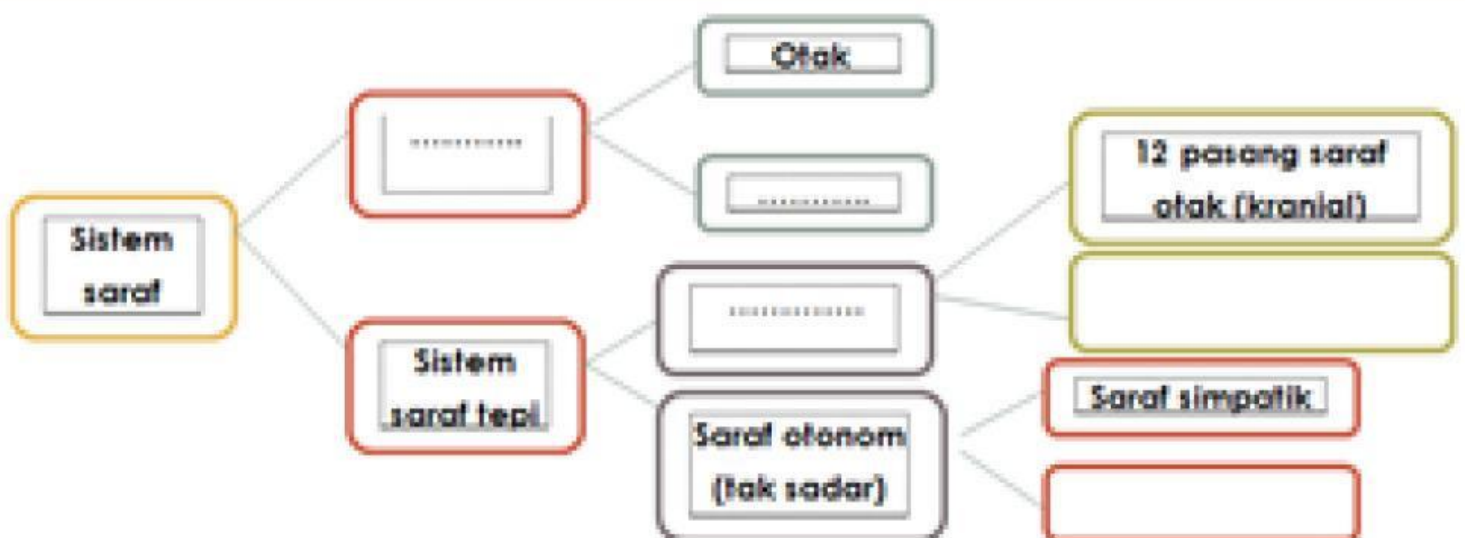 Otak
............
12 pasang saraf
otak (kranial)
............
Sistem
saraf
.............
Sistem
saraf tepi
Saraf simpatik
Saraf otonom
(tak sadar)